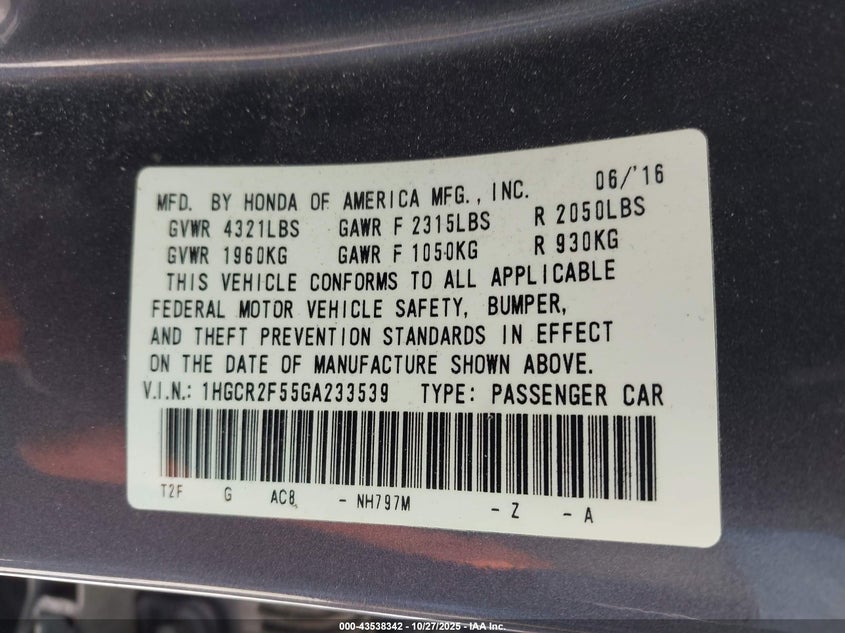 MFD. BY HONDA OF AMERICA MFG., INC. 06/'16
GVWR 4321LBS GAWR F 2315LBS R 2050LBS
GVWR 1960KG GAWR F 1050KG R 930KG
THIS VEHICLE CONFORMS TO ALL APPLICABLE
FEDERAL MOTOR VEHICLE SAFETY, BUMPER,
AND THEFT PREVENTION STANDARDS IN EFFECT
ON THE DATE OF MANUFACTURE SHOWN ABOVE.
V.I.N.: 1HGCR2F55GA233539 TYPE: PASSENGER CAR
T2F G AC8 - NH797M - Z - A
000-43538342 - 10/27/2025 - IAA Inc.